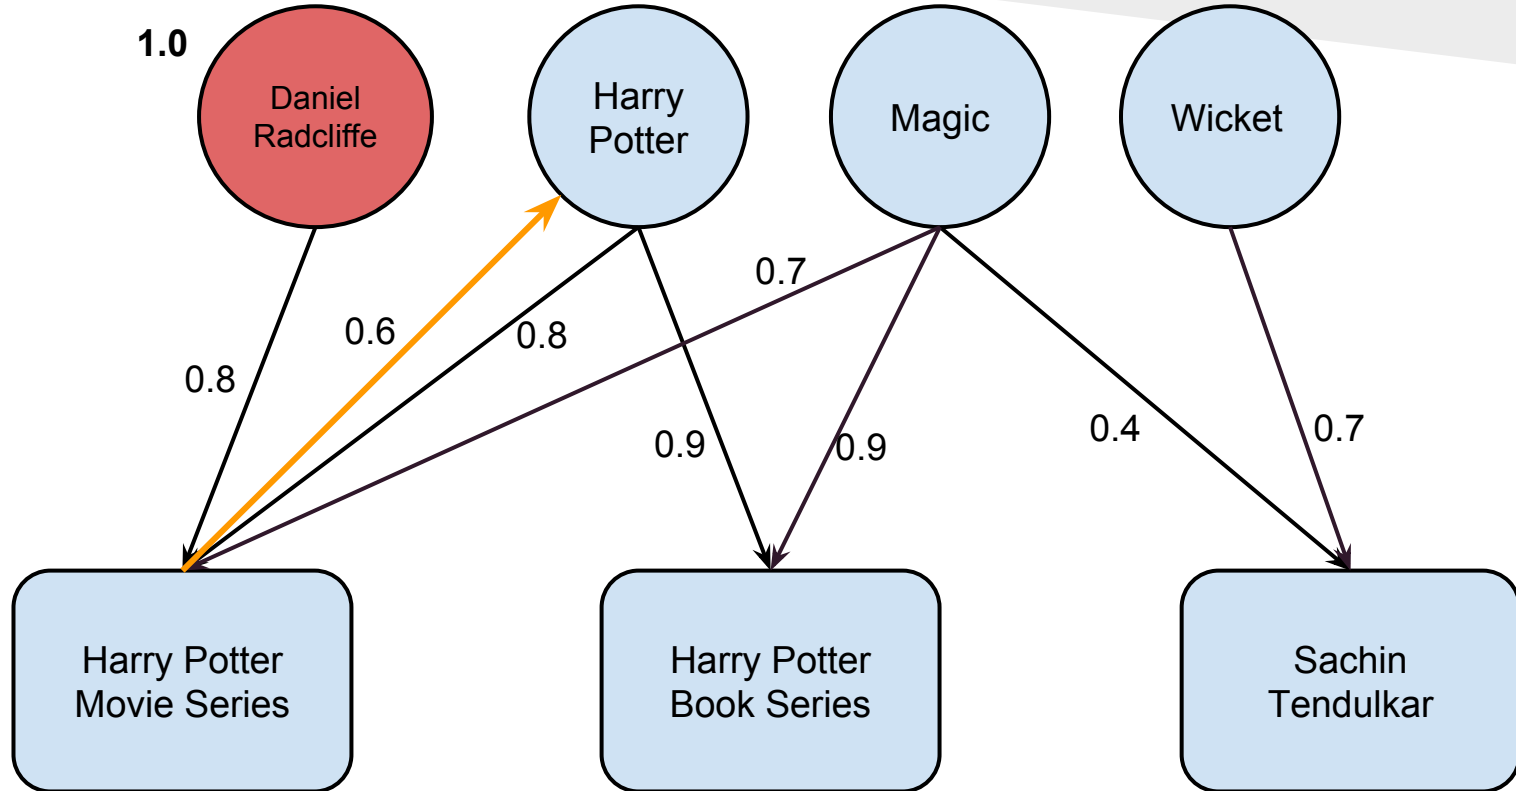 1.0
Daniel
Radcliffe
Harry
Potter
Magic
Wicket
0.7
0.6
0.8
0.8
0.9
0.9
0.4
0.7
Harry Potter
Movie Series
Harry Potter
Book Series
Sachin
Tendulkar